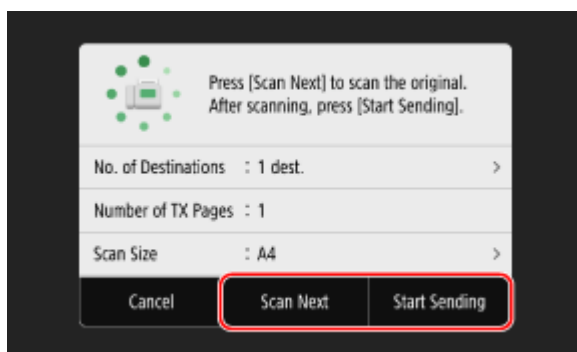 Press [Scan Next] to scan the original.
After scanning, press [Start Sending].
No. of Destinations : 1 dest. >
Number of TX Pages : 1
Scan Size : A4 >
Cancel Scan Next Start Sending